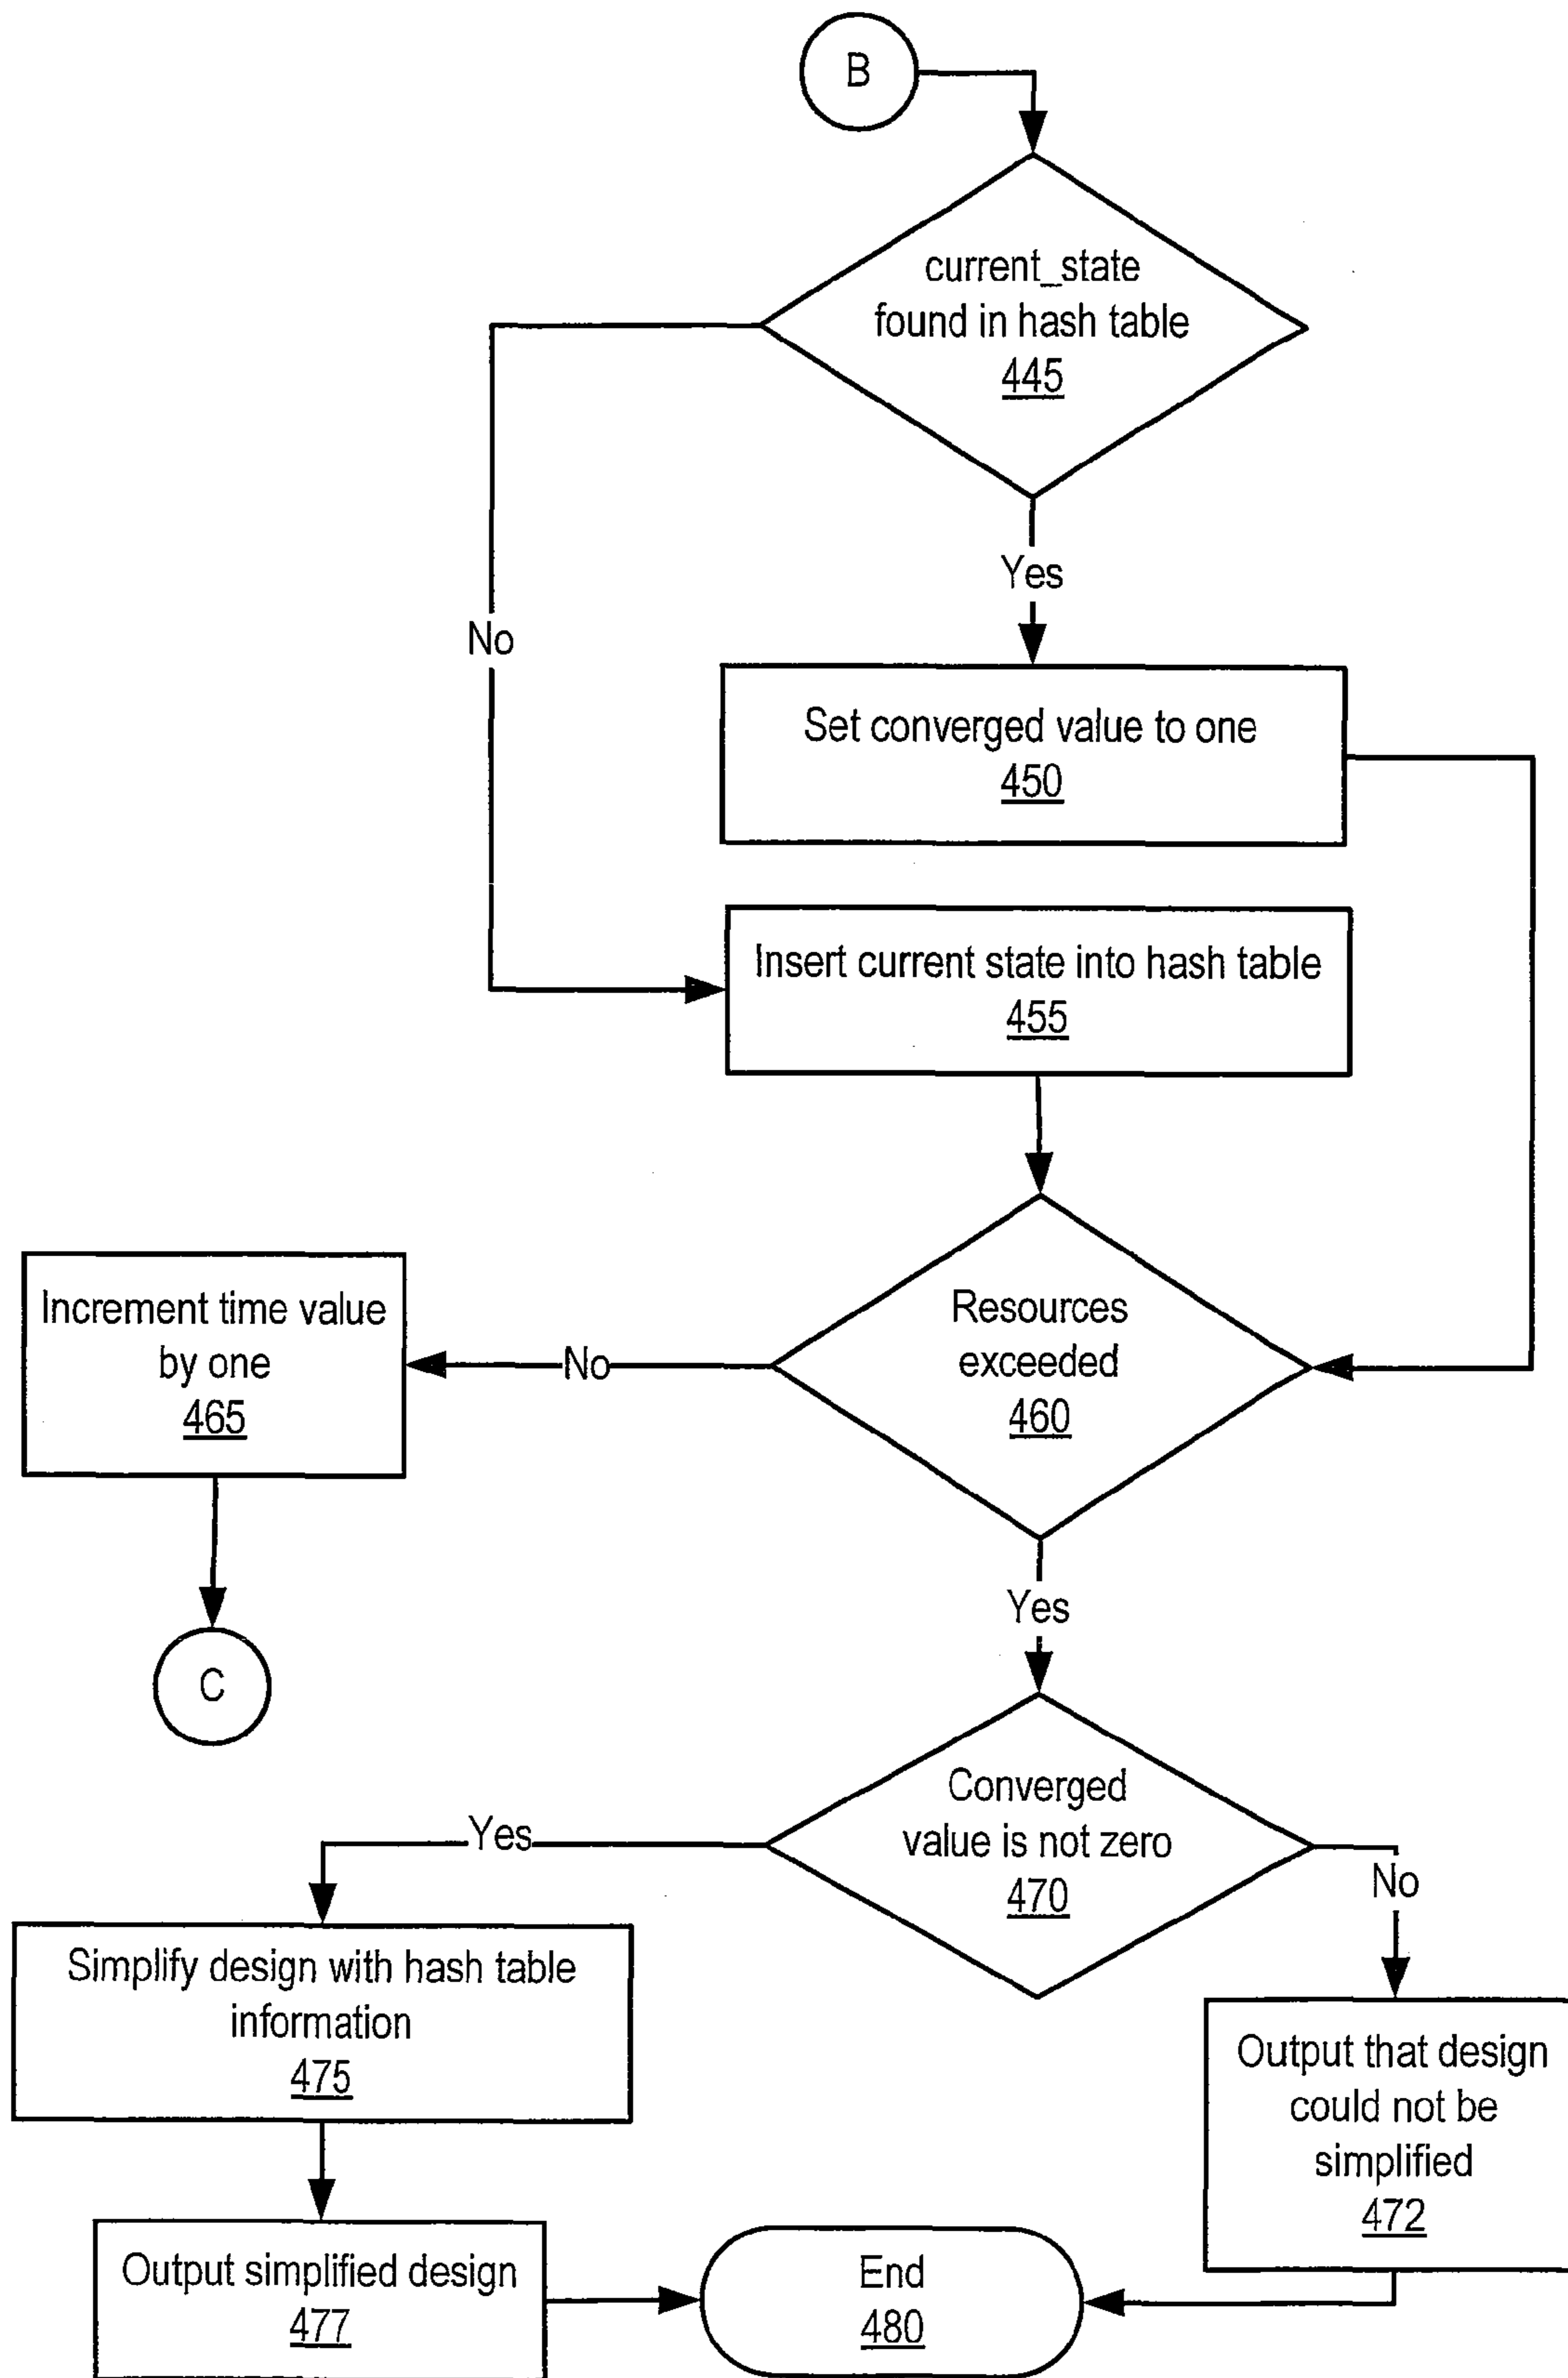 B
current_state
found in hash table
445
Yes
No
Set converged value to one
450
Insert current state into hash table
455
Increment time value
by one
465
No
Resources
exceeded
460
Yes
C
Converged
value is not zero
470
Yes
No
Simplify design with hash table
information
475
Output that design
could not be
simplified
472
Output simplified design
477
End
480